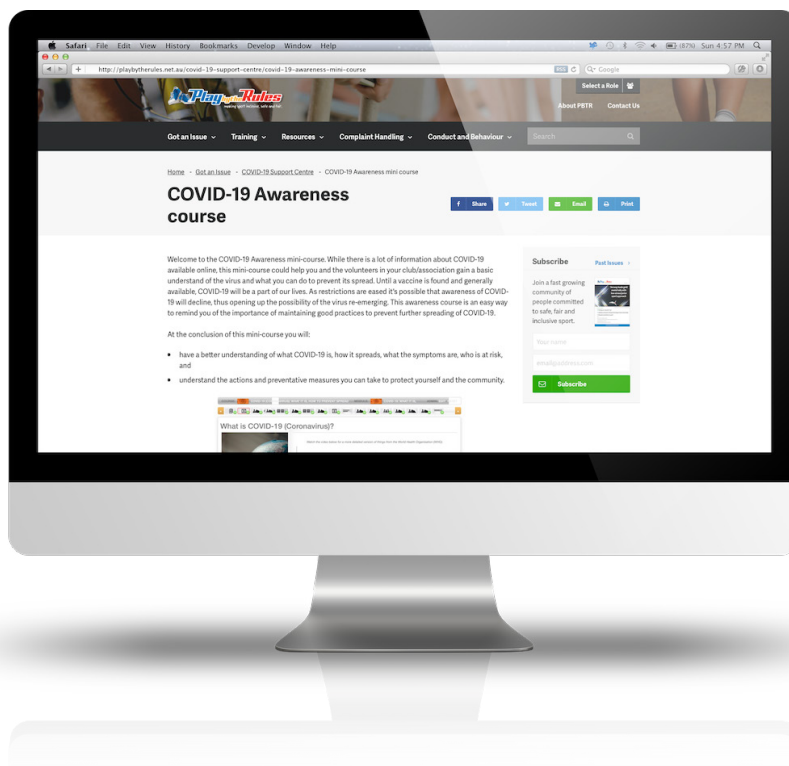 Safari File Edit View History Bookmarks Develop Window Help
(87%) Sun 4:57 PM
http://playbytherules.net.au/covid-19-support-centre/covid-19-awareness-mini-course
Google
Play by the Rules
making sport inclusive, safe and fair
Select a Role
About PBTR Contact Us
Got an Issue Training Resources Complaint Handling Conduct and Behaviour Search
Home Got an Issue COVID-19 Support Centre COVID-19 Awareness mini course
COVID-19 Awareness
course
Share Tweet Email Print
Welcome to the COVID-19 Awareness mini-course. While there is a lot of information about COVID-19
available online, this mini-course could help you and the volunteers in your club/association gain a basic
understand of the virus and what you can do to prevent its spread. Until a vaccine is found and generally
available, COVID-19 will be a part of our lives. As restrictions are eased it's possible that awareness of COVID-
19 will decline, thus opening up the possibility of the virus re-emerging. This awareness course is an easy way
to remind you of the importance of maintaining good practices to prevent further spreading of COVID-19.
At the conclusion of this mini-course you will:
• have a better understanding of what COVID-19 is, how it spreads, what the symptoms are, who is at risk,
and
• understand the actions and preventative measures you can take to protect yourself and the community.
What is COVID-19 (Coronavirus)?
Subscribe Past Issues
Join a fast growing
community of
people committed
to safe, fair and
inclusive sport.
Your name
email@address.com
Subscribe